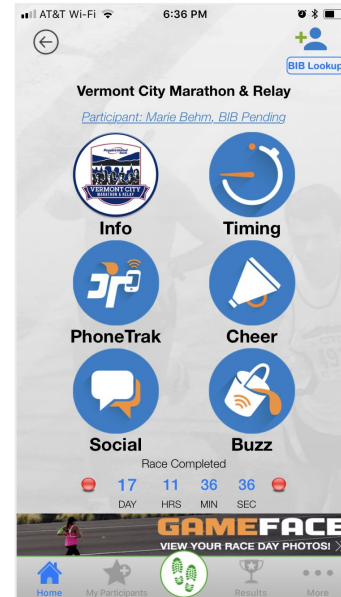 AT&T Wi-Fi 6:36 PM
BIB Lookup
Vermont City Marathon & Relay
Participant: Marie Behm, BIB Pending
VERMONT CITY
MARATHON & RELAY
Info Timing
PhoneTrak Cheer
Social Buzz
Race Completed
17 11 36 36
DAY HRS MIN SEC
GAMEFACE
VIEW YOUR RACE DAY PHOTOS!
Home My Participants Results More